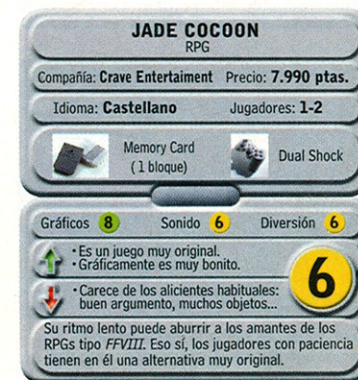 JADE COCOON
RPG
Compañía: Crave Entertaiment Precio: 7.990 ptas.
Idioma: Castellano Jugadores: 1-2
Memory Card
(1 bloque)
Dual Shock
Gráficos 8 Sonido 6 Diversión 6
· Es un juego muy original.
· Gráficamente es muy bonito.
6
· Carece de los alicientes habituales:
buen argumento, muchos objetos...
Su ritmo lento puede aburrir a los amantes de los
RPGs tipo FFVIII. Eso sí, los jugadores con paciencia
tienen en él una alternativa muy original.